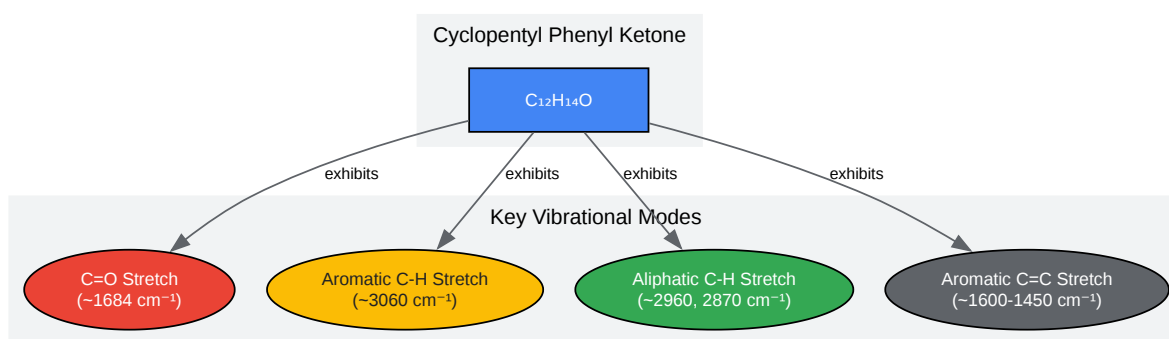 Cyclopentyl Phenyl Ketone
C₁₂H₁₄O
exhibits
exhibits
exhibits
exhibits
Key Vibrational Modes
C=O Stretch
(~1684 cm⁻¹)
Aromatic C-H Stretch
(~3060 cm⁻¹)
Aliphatic C-H Stretch
(~2960, 2870 cm⁻¹)
Aromatic C=C Stretch
(~1600-1450 cm⁻¹)